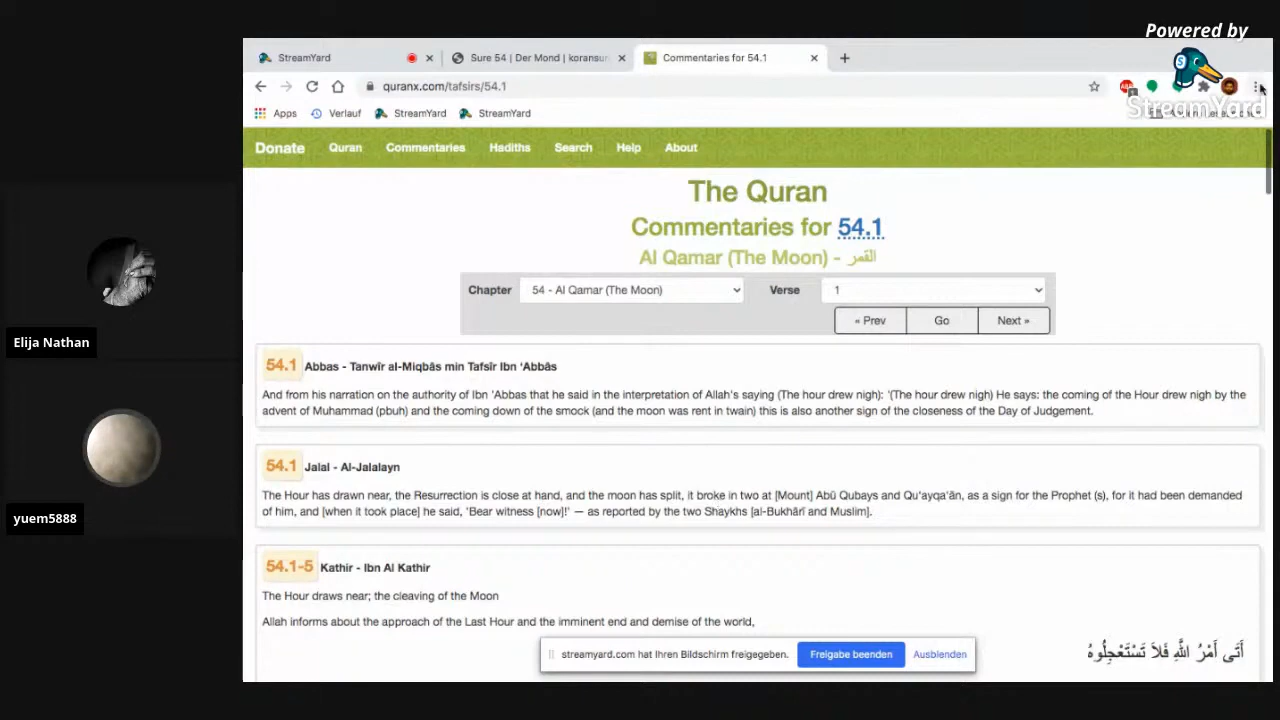 Powered by
StreamYard
StreamYard
Sure 54 | Der Mond | koransur
Commentaries for 54.1
quranx.com/tafsirs/54.1
Apps
Verlauf
StreamYard
StreamYard
Donate
Quran
Commentaries
Hadiths
Search
Help
About
The Quran
Commentaries for 54.1
Al Qamar (The Moon) - القمر
Chapter
54 - Al Qamar (The Moon)
Verse
1
« Prev
Go
Next »
54.1 Abbas - Tanwîr al-Miqbâs min Tafsîr Ibn ‘Abbâs
And from his narration on the authority of Ibn 'Abbas that he said in the interpretation of Allah's saying (The hour drew nigh): '(The hour drew nigh) He says: the coming of the Hour drew nigh by the
advent of Muhammad (pbuh) and the coming down of the smock (and the moon was rent in twain) this is also another sign of the closeness of the Day of Judgement.
54.1 Jalal - Al-Jalalayn
The Hour has drawn near, the Resurrection is close at hand, and the moon has split, it broke in two at [Mount] Abū Qubays and Qu‘ayqa‘ān, as a sign for the Prophet (s), for it had been demanded
of him, and [when it took place] he said, 'Bear witness [now]!' — as reported by the two Shaykhs [al-Bukhārī and Muslim].
54.1-5 Kathir - Ibn Al Kathir
The Hour draws near; the cleaving of the Moon
Allah informs about the approach of the Last Hour and the imminent end and demise of the world,
أَتَى أَمْرُ اللَّهِ فَلاَ تَسْتَعْجِلُوهُ
streamyard.com hat Ihren Bildschirm freigegeben.
Freigabe beenden
Ausblenden
Elija Nathan
yuem5888